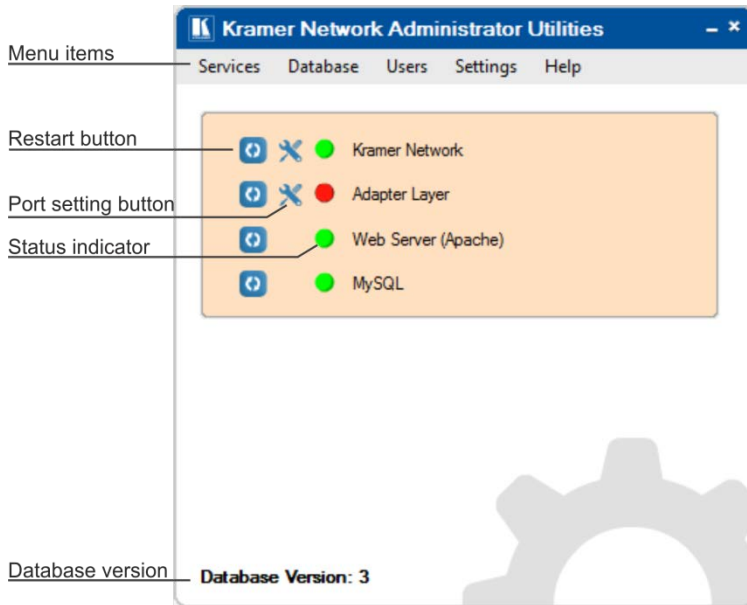 Kramer Network Administrator Utilities
Menu items
Services Database Users Settings Help
Restart button
Kramer Network
Port setting button
Adapter Layer
Status indicator
Web Server (Apache)
MySQL
Database version
Database Version: 3